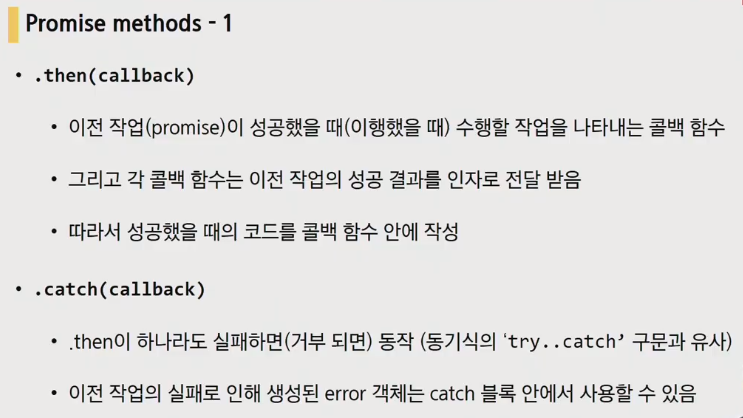 Promise methods - 1
• .then(callback)
• 이전 작업(promise)이 성공했을 때(이행했을 때) 수행할 작업을 나타내는 콜백 함수
• 그리고 각 콜백 함수는 이전 작업의 성공 결과를 인자로 전달 받음
• 따라서 성공했을 때의 코드를 콜백 함수 안에 작성
• .catch(callback)
• .then이 하나라도 실패하면(거부 되면) 동작 (동기식의 ‘try..catch’ 구문과 유사)
• 이전 작업의 실패로 인해 생성된 error 객체는 catch 블록 안에서 사용할 수 있음